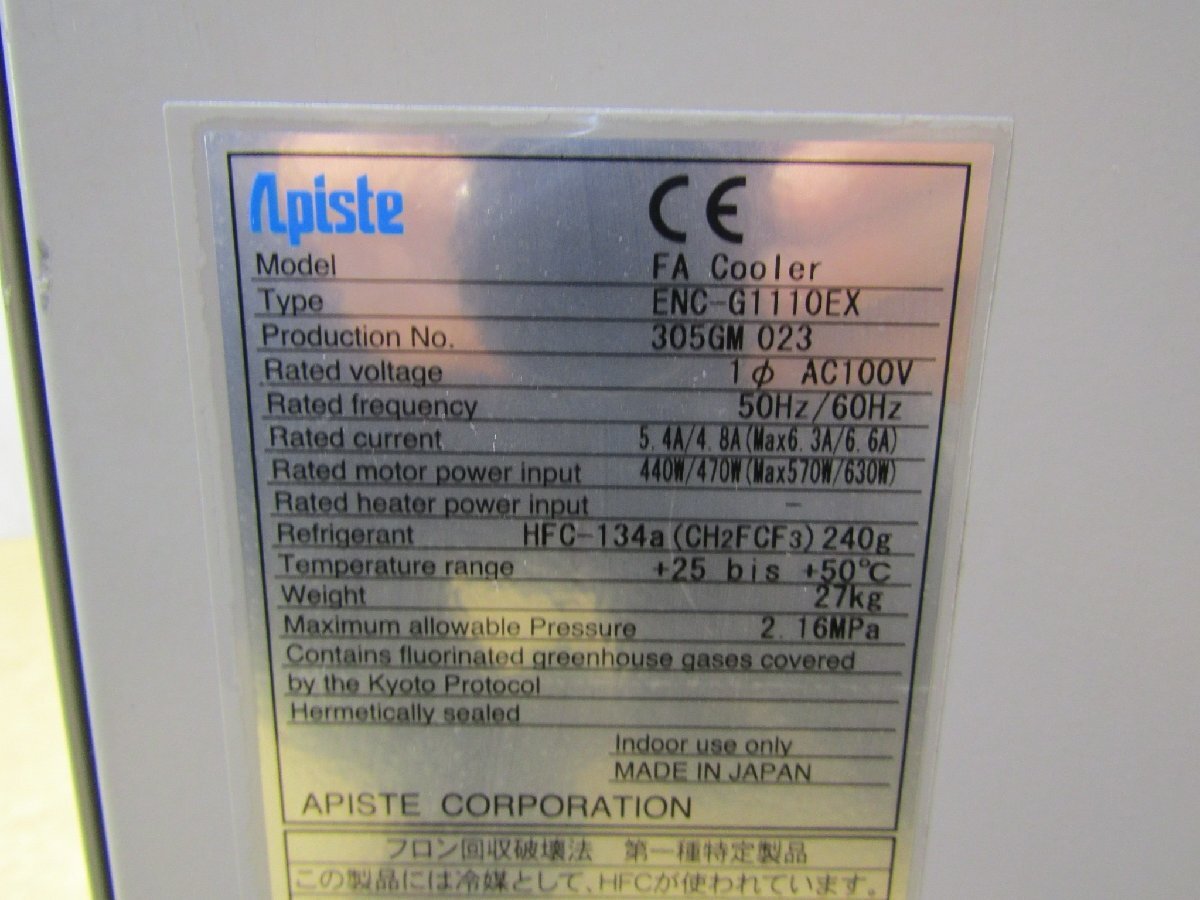 Apiste CE
Model FA Cooler
Type ENC-G1110EX
Production No. 305GM 023
Rated voltage 1φ AC100V
Rated frequency 50Hz/60Hz
Rated current 5.4A/4.8A(Max6.3A/6.6A)
Rated motor power input 440W/470W(Max570W/630W)
Rated heater power input －
Refrigerant HFC-134a(CH2FCF3)240g
Temperature range +25 bis +50℃
Weight 27kg
Maximum allowable Pressure 2.16MPa
Contains fluorinated greenhouse gases covered
by the Kyoto Protocol
Hermetically sealed
Indoor use only
MADE IN JAPAN
APISTE CORPORATION
フロン回収破壊法 第一種特定製品
この製品には冷媒として、HFCが使われています。